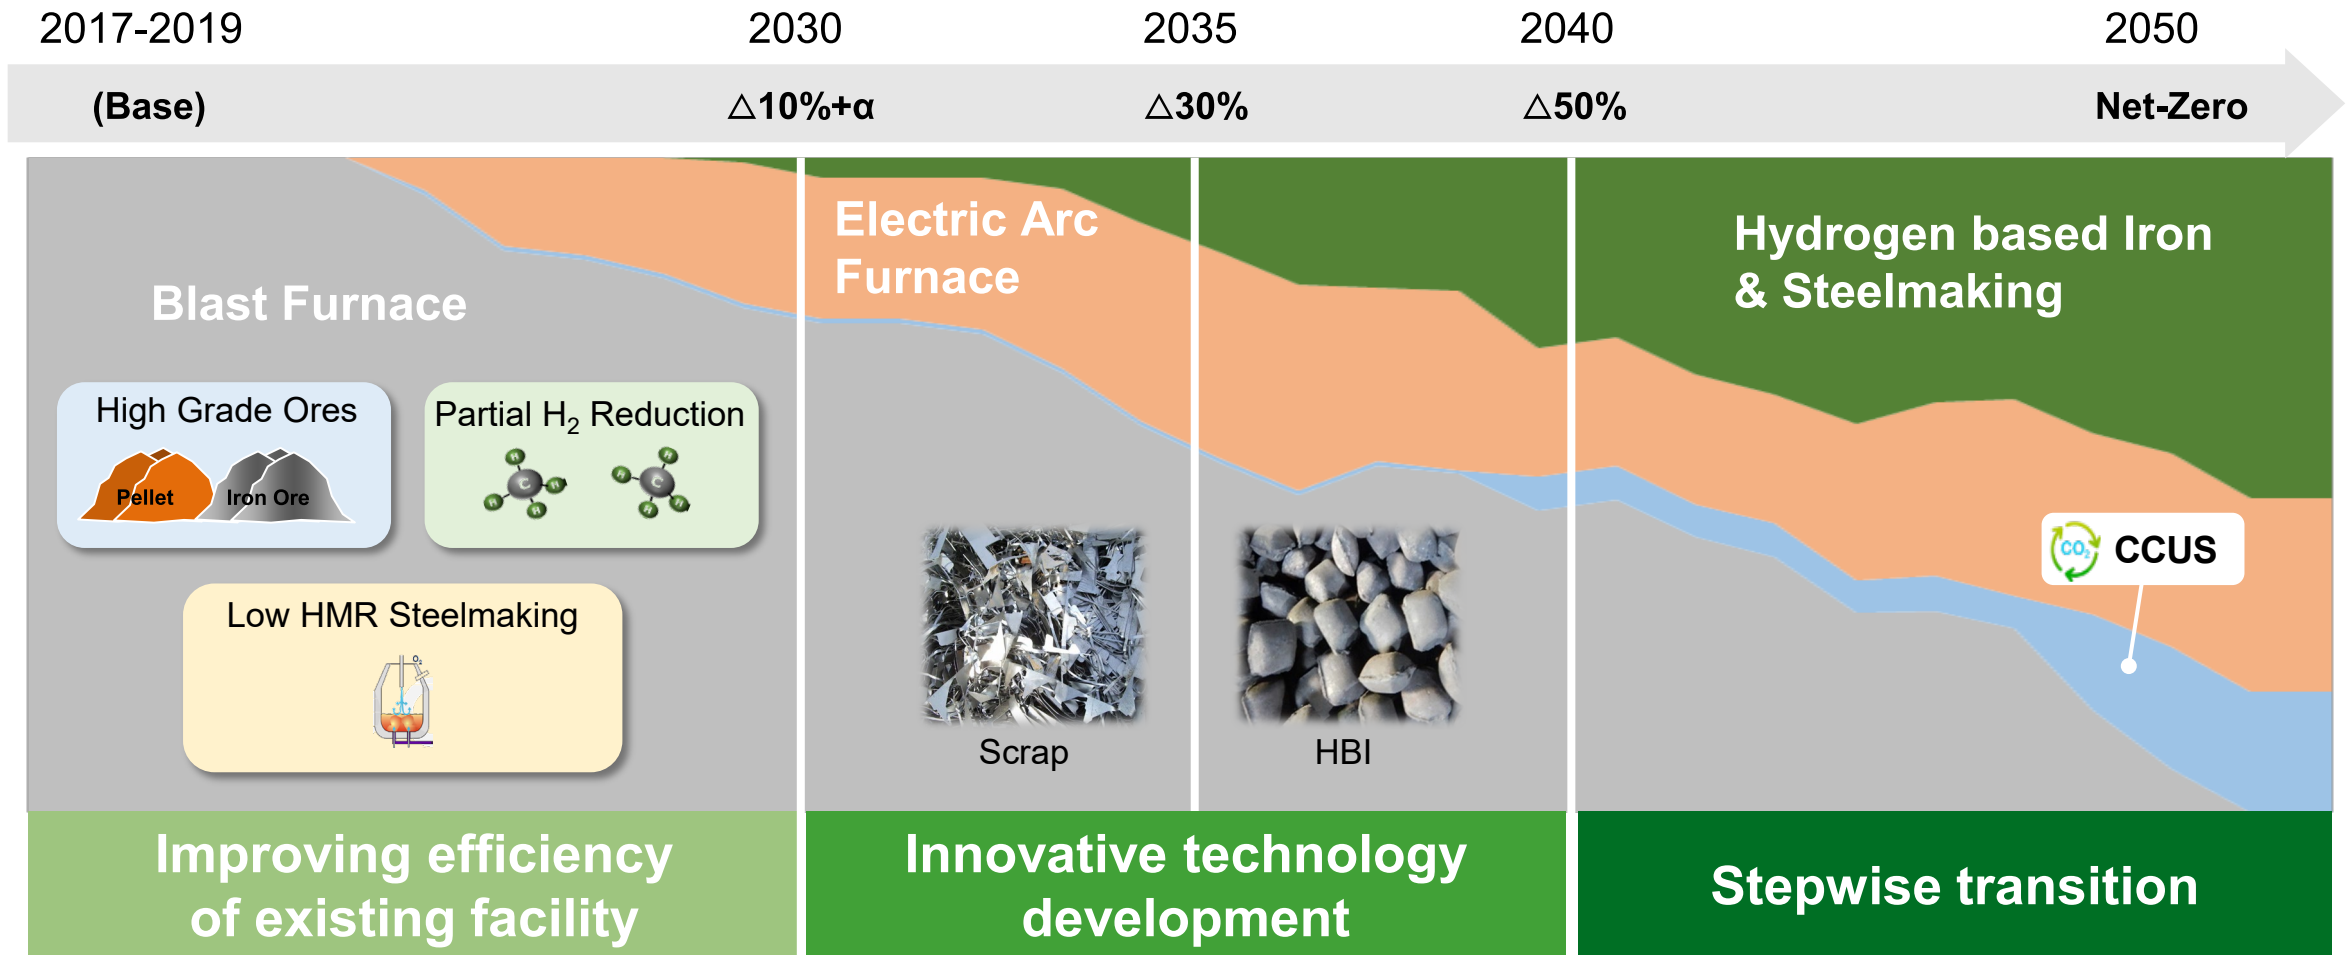 2017-2019
2030
2035
2040
2050
(Base)
△10%+α
△30%
△50%
Net-Zero
Blast Furnace
Electric Arc
Furnace
Hydrogen based Iron
& Steelmaking
High Grade Ores
Pellet
Iron Ore
Partial H₂ Reduction
H
C
H
H
H
H
H
C
H
H
Low HMR Steelmaking
O₂
Scrap
HBI
CO₂
CCUS
Improving efficiency
of existing facility
Innovative technology
development
Stepwise transition